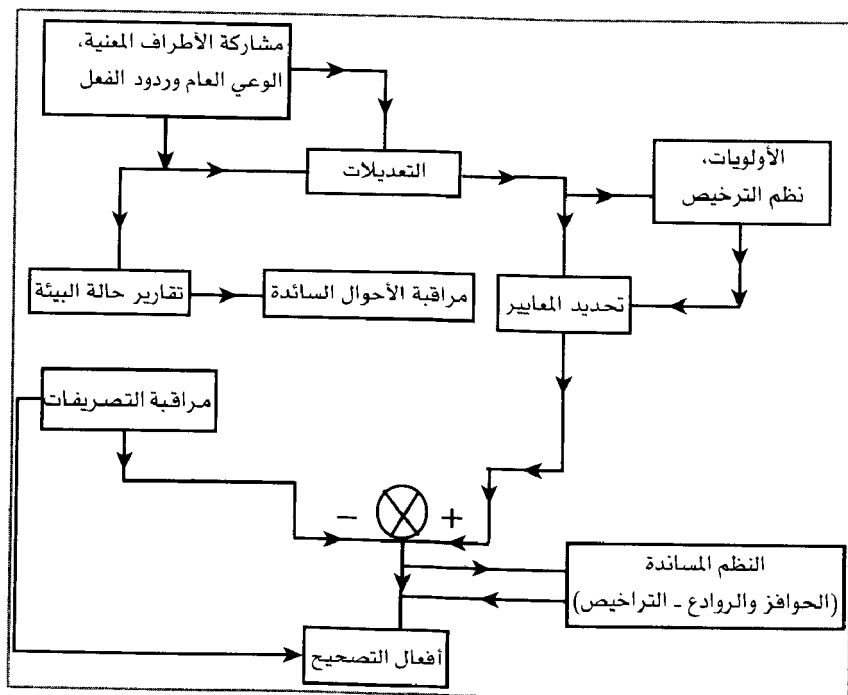 مشاركة الأطراف المعنية،
الوعي العام وردود الفعل
التعديلات
الأولويات،
نظم الترخيص
تقارير حالة البيئة
مراقبة الأحوال السائدة
تحديد المعايير
مراقبة التصريفات
−
+
النظم المساندة
(الحوافز والروادع ـ التراخيص)
أفعال التصحيح